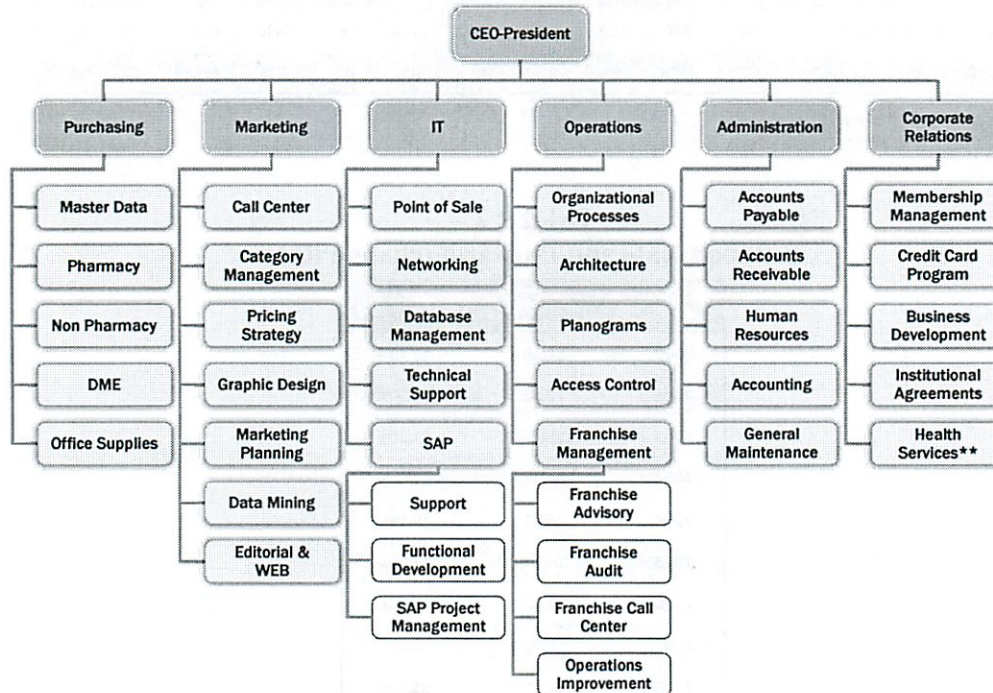 CEO-President
Purchasing
Marketing
IT
Operations
Administration
Corporate
Relations
Master Data
Pharmacy
Non Pharmacy
DME
Office Supplies
Call Center
Category
Management
Pricing
Strategy
Graphic Design
Marketing
Planning
Data Mining
Editorial &
WEB
Point of Sale
Networking
Database
Management
Technical
Support
SAP
Support
Functional
Development
SAP Project
Management
Organizational
Processes
Architecture
Planograms
Access Control
Franchise
Management
Franchise
Advisory
Franchise
Audit
Franchise Call
Center
Operations
Improvement
Accounts
Payable
Accounts
Receivable
Human
Resources
Accounting
General
Maintenance
Membership
Management
Credit Card
Program
Business
Development
Institutional
Agreements
Health
Services**